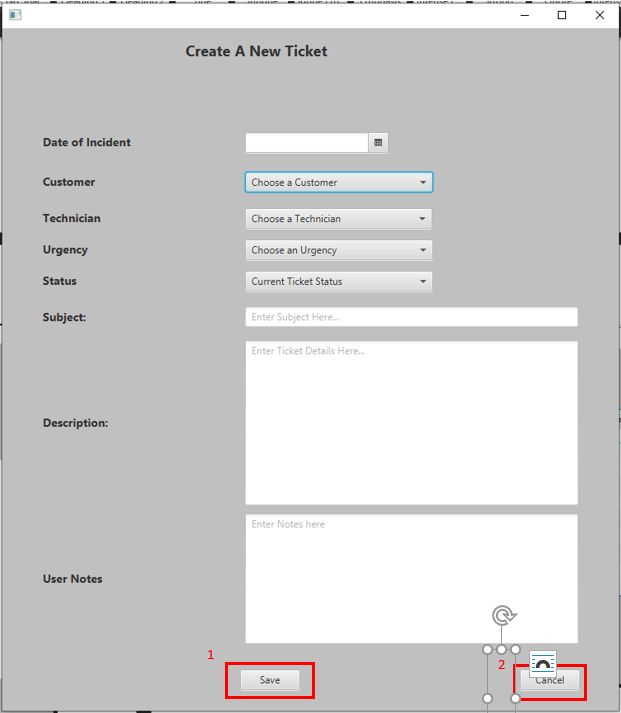 Create A New Ticket
Date of Incident
Customer Choose a Customer
Technician Choose a Technician
Urgency Choose an Urgency
Status Current Ticket Status
Subject: Enter Subject Here...
Enter Ticket Details Here...
Description:
Enter Notes here
User Notes
1
2
Save
Cancel